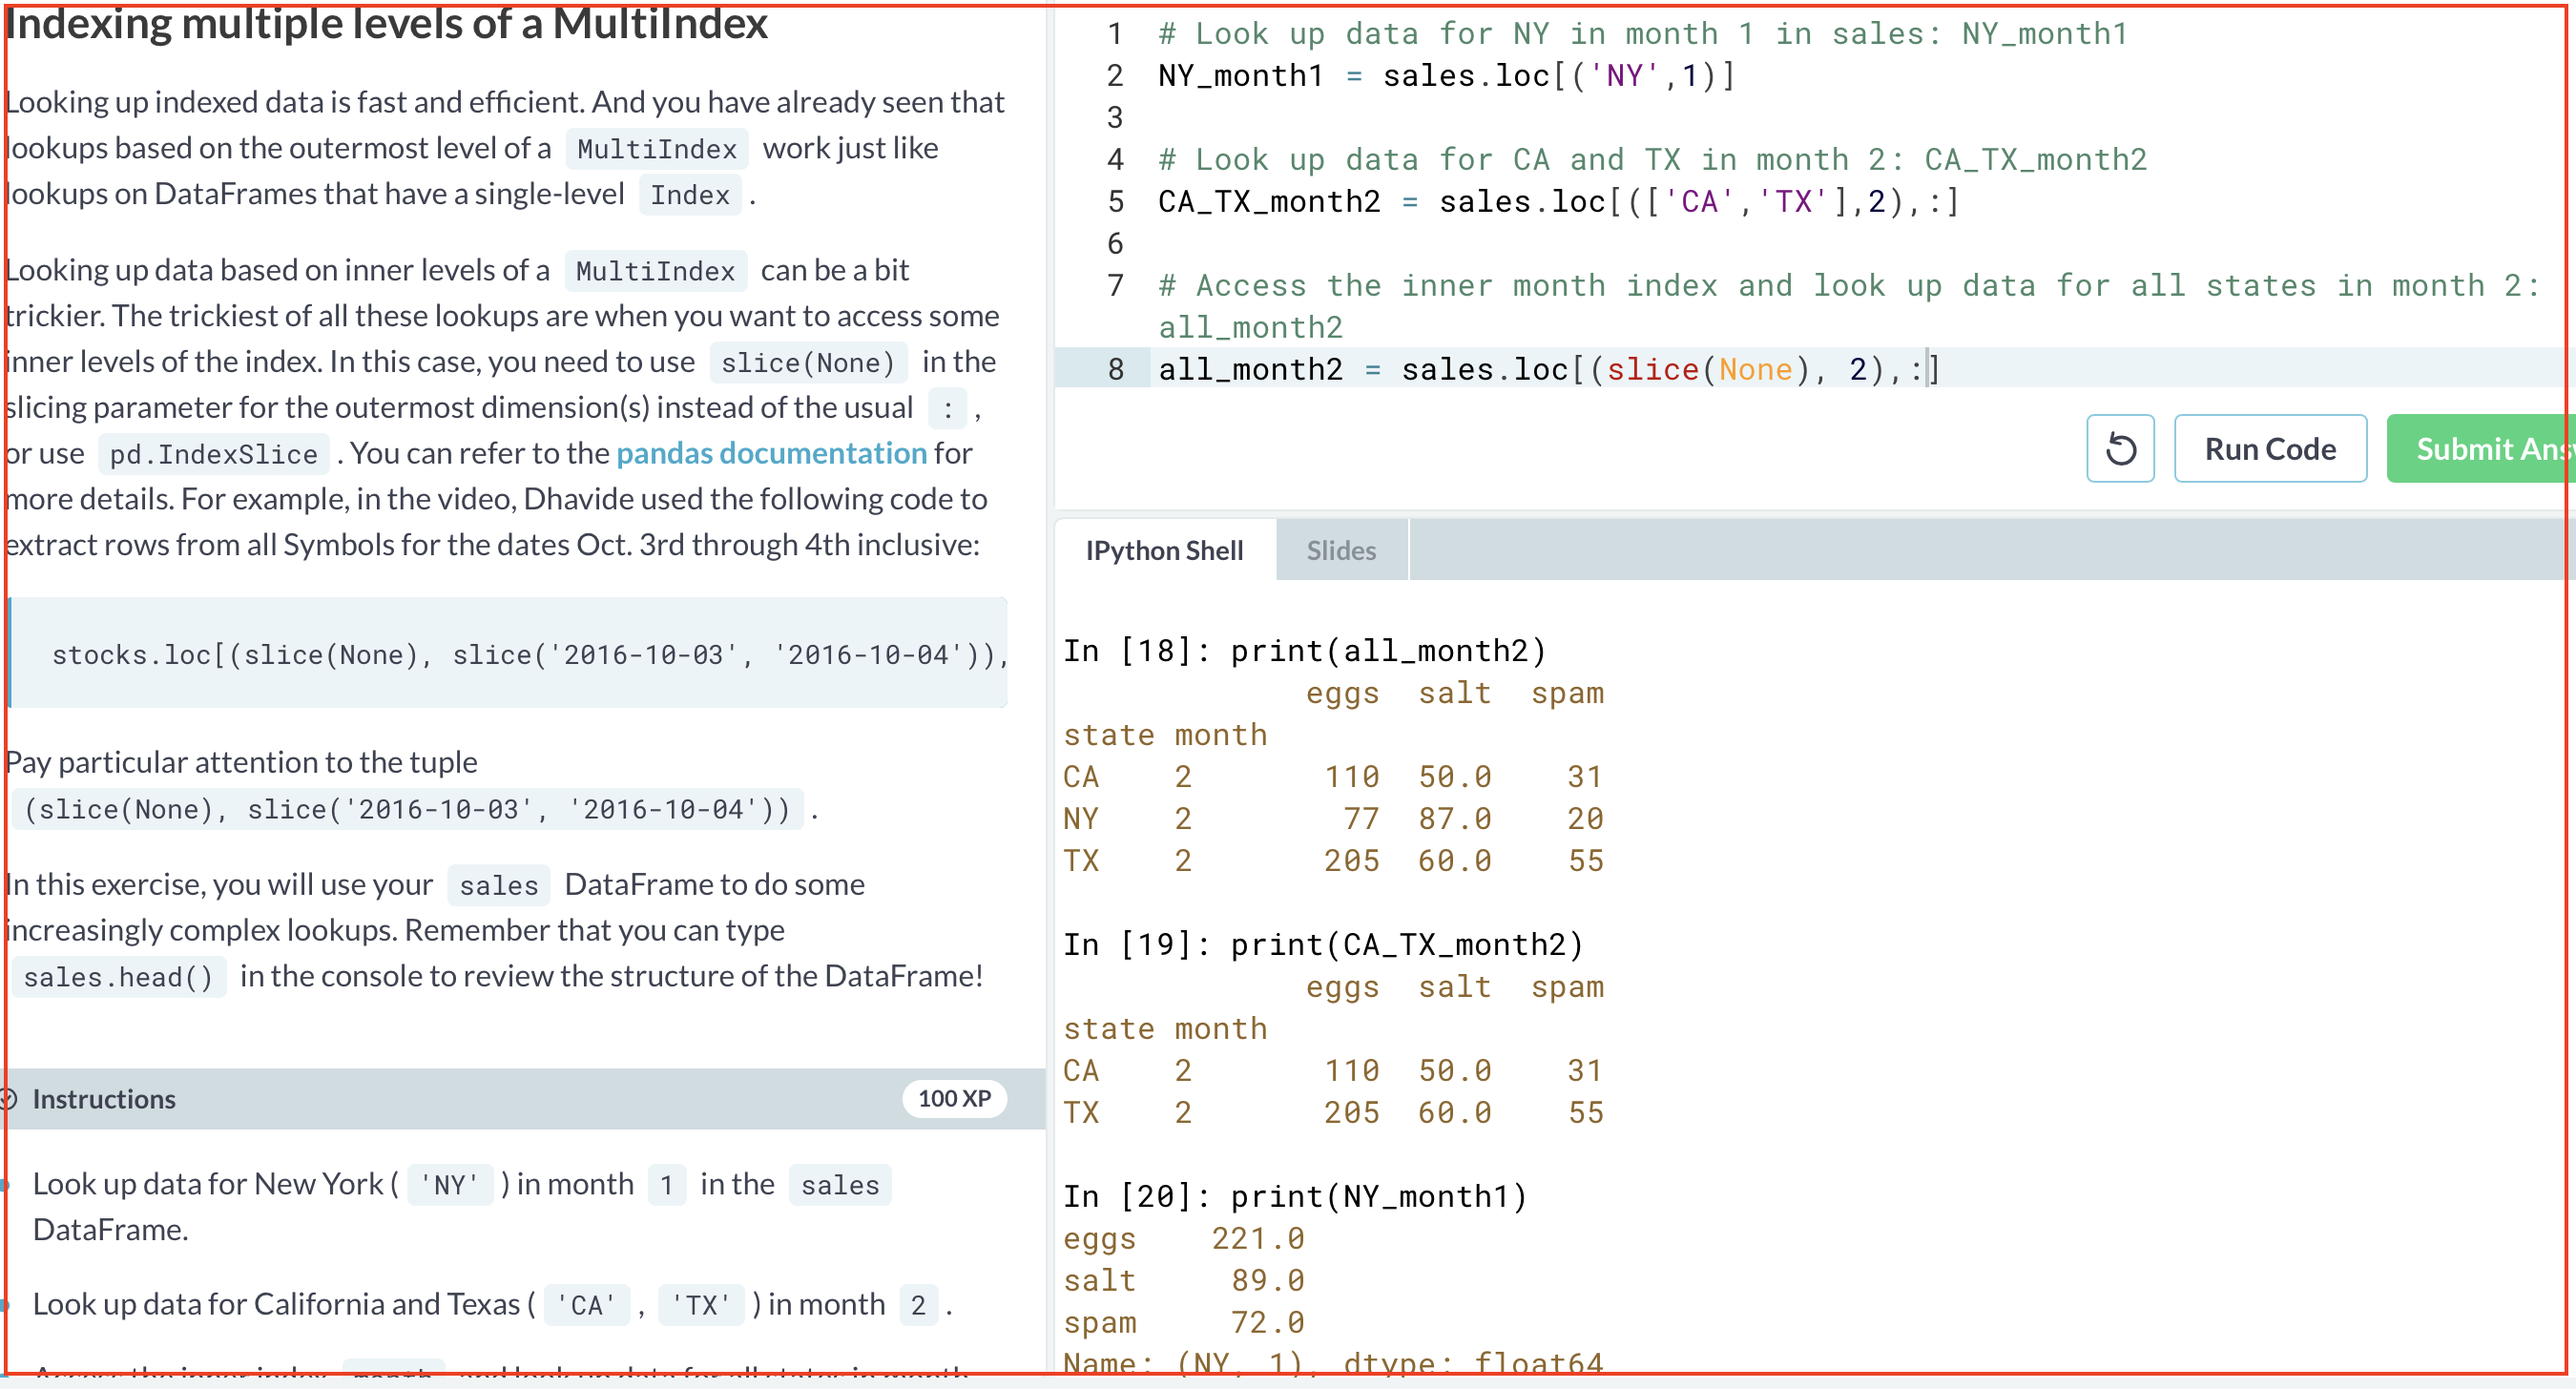 Indexing multiple levels of a MultiIndex
Looking up indexed data is fast and efficient. And you have already seen that
lookups based on the outermost level of a MultiIndex work just like
lookups on DataFrames that have a single-level Index .
Looking up data based on inner levels of a MultiIndex can be a bit
trickier. The trickiest of all these lookups are when you want to access some
inner levels of the index. In this case, you need to use slice(None) in the
slicing parameter for the outermost dimension(s) instead of the usual : ,
or use pd.IndexSlice . You can refer to the pandas documentation for
more details. For example, in the video, Dhavide used the following code to
extract rows from all Symbols for the dates Oct. 3rd through 4th inclusive:
stocks.loc[(slice(None), slice('2016-10-03', '2016-10-04')),
Pay particular attention to the tuple
(slice(None), slice('2016-10-03', '2016-10-04')) .
In this exercise, you will use your sales DataFrame to do some
increasingly complex lookups. Remember that you can type
sales.head() in the console to review the structure of the DataFrame!
Instructions 100 XP
Look up data for New York ( 'NY' ) in month 1 in the sales
DataFrame.
Look up data for California and Texas ( 'CA' , 'TX' ) in month 2 .
Access the inner index month and look up data for all states in month
1 # Look up data for NY in month 1 in sales: NY_month1
2 NY_month1 = sales.loc[('NY',1)]
3
4 # Look up data for CA and TX in month 2: CA_TX_month2
5 CA_TX_month2 = sales.loc[(['CA','TX'],2),:]
6
7 # Access the inner month index and look up data for all states in month 2:
all_month2
8 all_month2 = sales.loc[(slice(None), 2),:]
Run Code Submit Ans
IPython Shell Slides
In [18]: print(all_month2)
eggs salt spam
state month
CA 2 110 50.0 31
NY 2 77 87.0 20
TX 2 205 60.0 55
In [19]: print(CA_TX_month2)
eggs salt spam
state month
CA 2 110 50.0 31
TX 2 205 60.0 55
In [20]: print(NY_month1)
eggs 221.0
salt 89.0
spam 72.0
Name: (NY, 1), dtype: float64